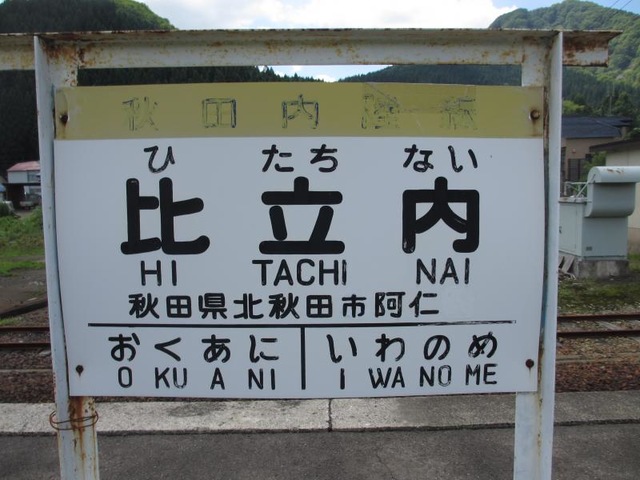 秋田内陸線
ひ たち ない
比立内
HI TACHI NAI
秋田県北秋田市阿仁
おくあに いわのめ
O KU A NI I WA NO ME